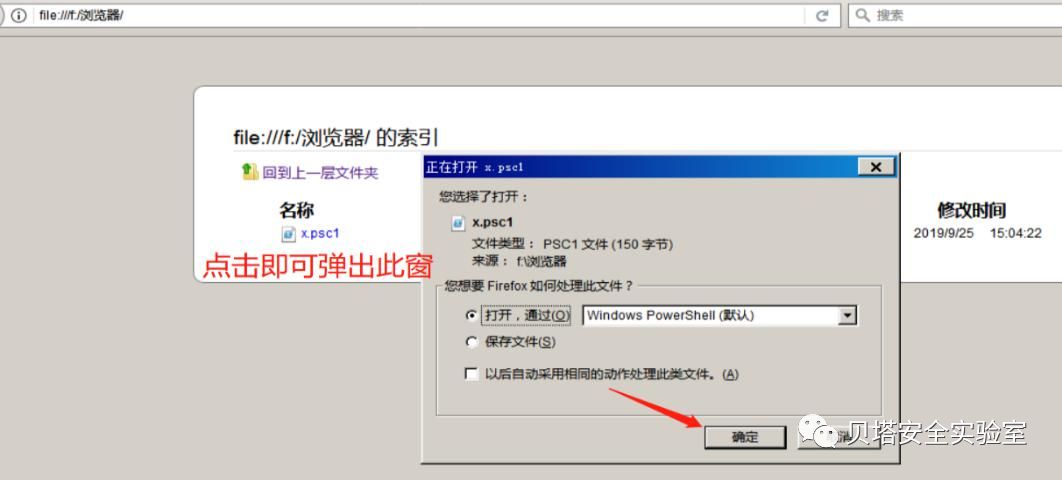 file:///f:/浏览器/
搜索
file:///f:/浏览器/ 的索引
回到上一层文件夹
名称
修改时间
x.psc1
2019/9/25 15:04:22
点击即可弹出此窗
正在打开 x.psc1
您选择了打开：
x.psc1
文件类型： PSC1 文件 (150 字节)
来源： f:\浏览器
您想要 Firefox 如何处理此文件？
打开，通过(O)
Windows PowerShell (默认)
保存文件(S)
以后自动采用相同的动作处理此类文件。(A)
确定
贝塔安全实验室